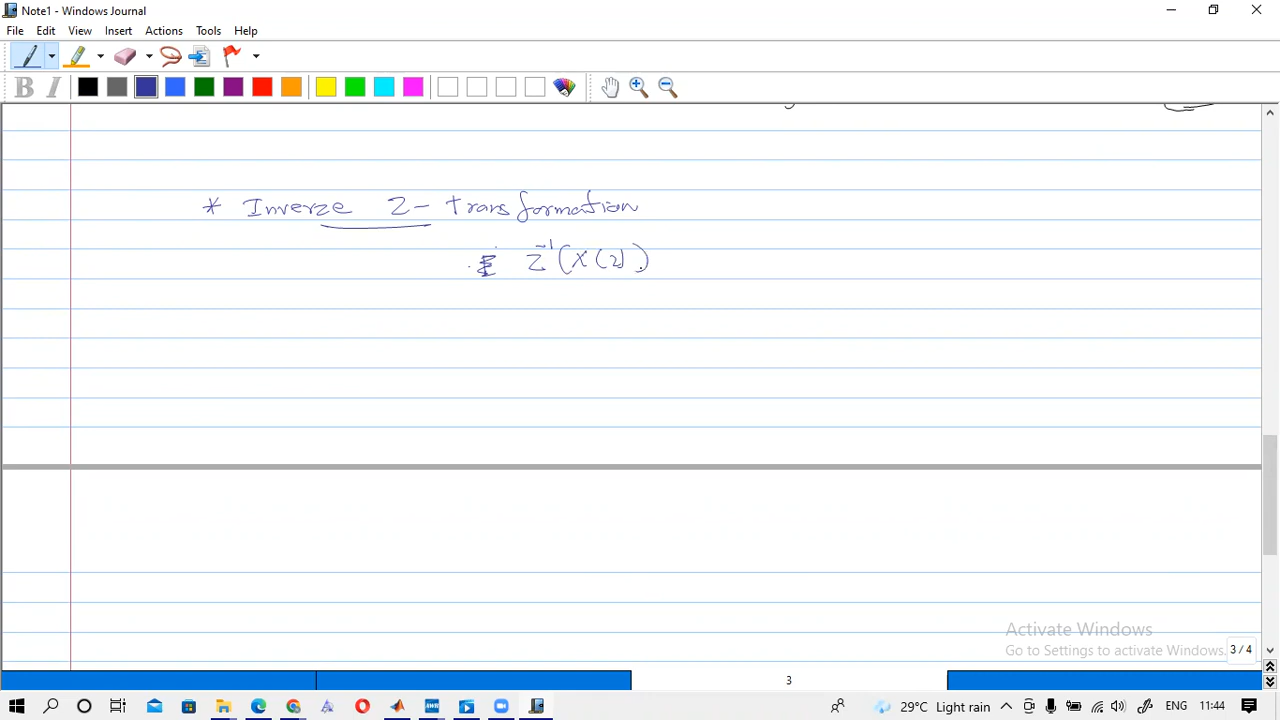 Note1 - Windows Journal
File Edit View Insert Actions Tools Help
B I
* Inverze Z- transformation
Z⁻¹(X(z))
Activate Windows
Go to Settings to activate Windows.
3 / 4
3
29°C Light rain ENG 11:44